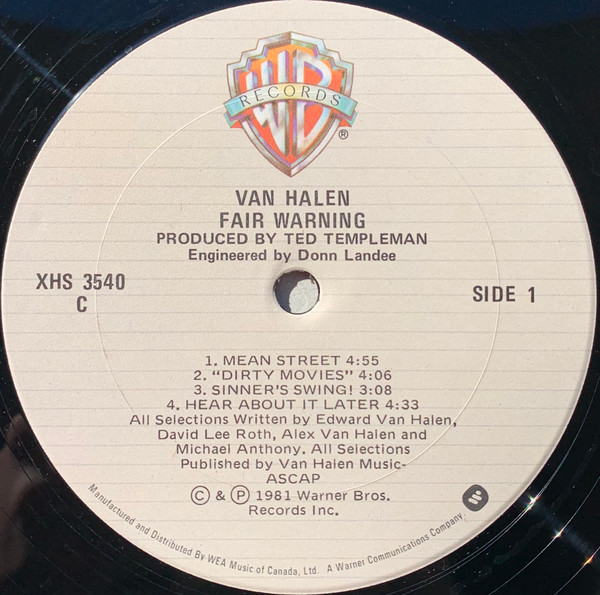 WB
RECORDS
®
VAN HALEN
FAIR WARNING
PRODUCED BY TED TEMPLEMAN
Engineered by Donn Landee
XHS 3540
C
SIDE 1
1. MEAN STREET 4:55
2. “DIRTY MOVIES” 4:06
3. SINNER’S SWING! 3:08
4. HEAR ABOUT IT LATER 4:33
All Selections Written by Edward Van Halen,
David Lee Roth, Alex Van Halen and
Michael Anthony. All Selections
Published by Van Halen Music-
ASCAP
© & ℗ 1981 Warner Bros.
Records Inc.
Manufactured and Distributed By WEA Music of Canada, Ltd. A Warner Communications Company